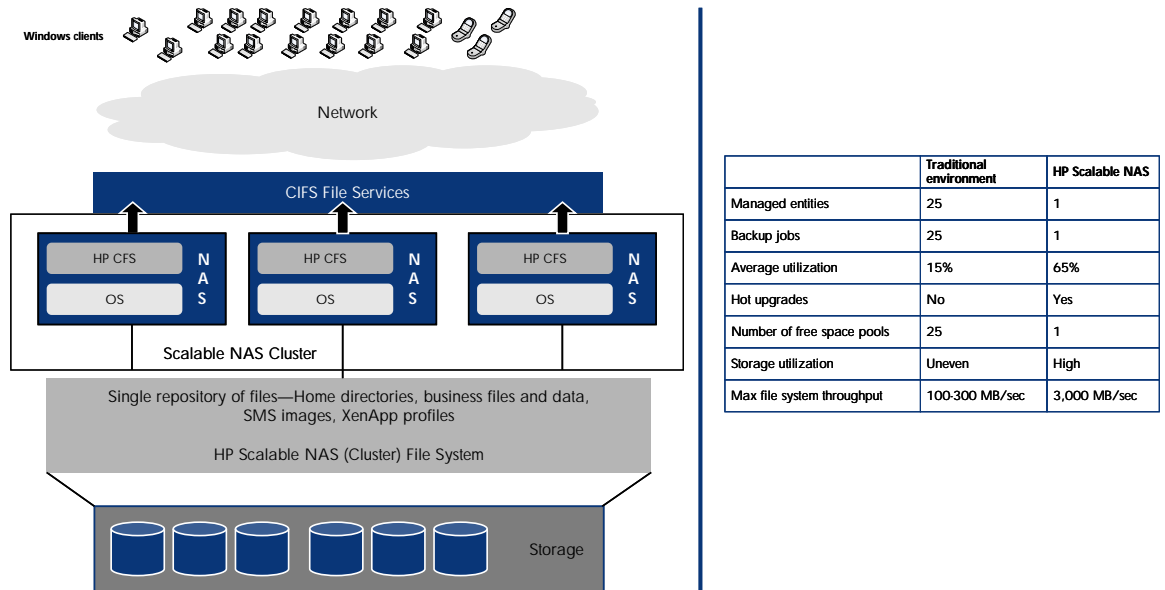 Windows clients
Network
CIFS File Services
HP CFS
OS
N
A
S
HP CFS
OS
N
A
S
HP CFS
OS
N
A
S
Scalable NAS Cluster
Single repository of files—Home directories, business files and data,
SMS images, XenApp profiles
HP Scalable NAS (Cluster) File System
Storage
Traditional
environment
HP Scalable NAS
Managed entities 25 1
Backup jobs 25 1
Average utilization 15% 65%
Hot upgrades No Yes
Number of free space pools 25 1
Storage utilization Uneven High
Max file system throughput 100-300 MB/sec 3,000 MB/sec